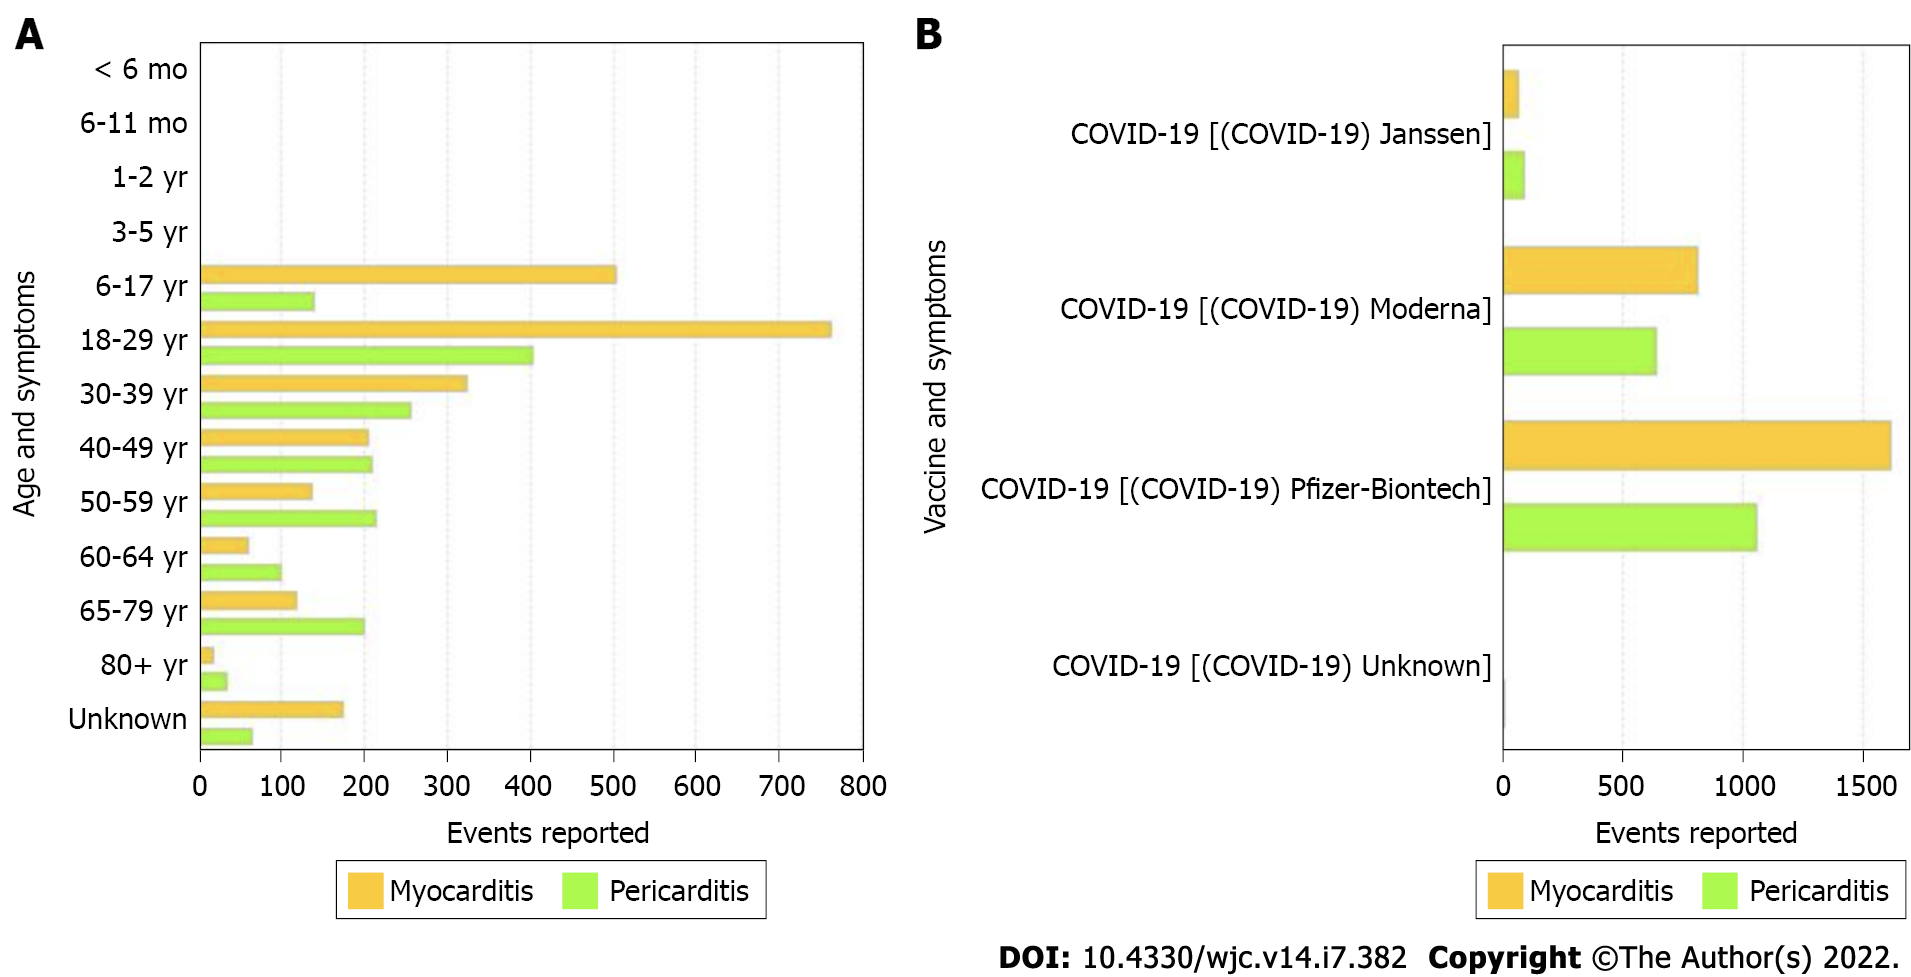 A
Age and symptoms
< 6 mo
6-11 mo
1-2 yr
3-5 yr
6-17 yr
18-29 yr
30-39 yr
40-49 yr
50-59 yr
60-64 yr
65-79 yr
80+ yr
Unknown
0 100 200 300 400 500 600 700 800
Events reported
Myocarditis Pericarditis
B
Vaccine and symptoms
COVID-19 [(COVID-19) Janssen]
COVID-19 [(COVID-19) Moderna]
COVID-19 [(COVID-19) Pfizer-Biontech]
COVID-19 [(COVID-19) Unknown]
0 500 1000 1500
Events reported
Myocarditis Pericarditis
DOI: 10.4330/wjc.v14.i7.382 Copyright ©The Author(s) 2022.